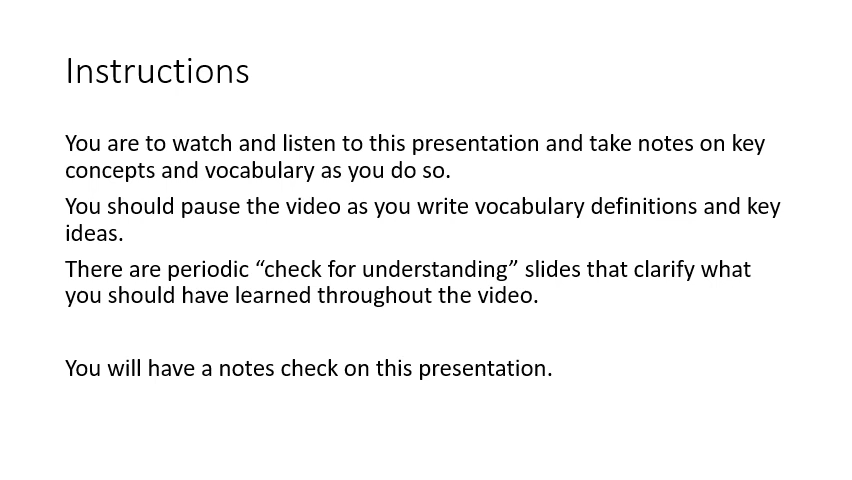 Instructions
You are to watch and listen to this presentation and take notes on key
concepts and vocabulary as you do so.
You should pause the video as you write vocabulary definitions and key
ideas.
There are periodic “check for understanding” slides that clarify what
you should have learned throughout the video.
You will have a notes check on this presentation.